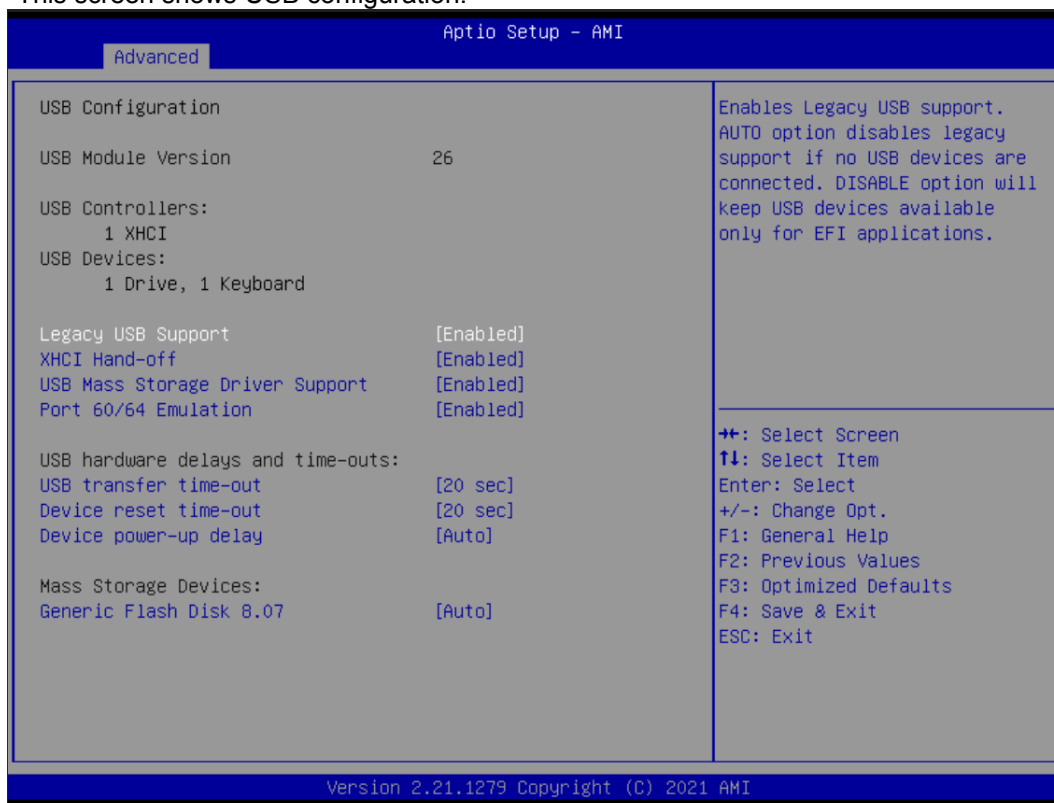 This screen shows USB configuration.
Aptio Setup – AMI
Advanced
USB Configuration
USB Module Version 26
USB Controllers:
1 XHCI
USB Devices:
1 Drive, 1 Keyboard
Legacy USB Support [Enabled]
XHCI Hand-off [Enabled]
USB Mass Storage Driver Support [Enabled]
Port 60/64 Emulation [Enabled]
USB hardware delays and time-outs:
USB transfer time-out [20 sec]
Device reset time-out [20 sec]
Device power-up delay [Auto]
Mass Storage Devices:
Generic Flash Disk 8.07 [Auto]
Enables Legacy USB support.
AUTO option disables legacy
support if no USB devices are
connected. DISABLE option will
keep USB devices available
only for EFI applications.
→←: Select Screen
↑↓: Select Item
Enter: Select
+/-: Change Opt.
F1: General Help
F2: Previous Values
F3: Optimized Defaults
F4: Save & Exit
ESC: Exit
Version 2.21.1279 Copyright (C) 2021 AMI